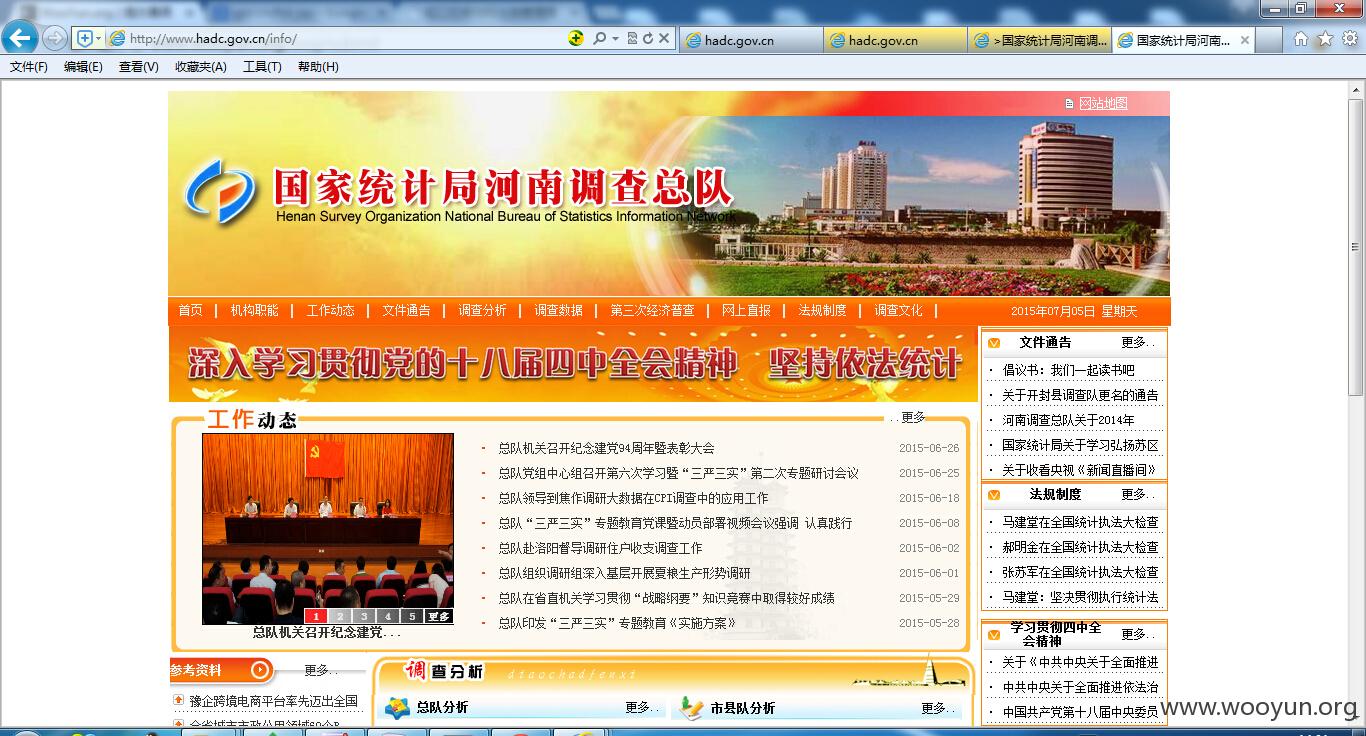 http://www.hadc.gov.cn/info/
hadc.gov.cn
hadc.gov.cn
>国家统计局河南调...
国家统计局河南...
文件(F) 编辑(E) 查看(V) 收藏夹(A) 工具(T) 帮助(H)
网站地图
国家统计局河南调查总队
Henan Survey Organization National Bureau of Statistics Information Network
首页 | 机构职能 | 工作动态 | 文件通告 | 调查分析 | 调查数据 | 第三次经济普查 | 网上直报 | 法规制度 | 调查文化 |
2015年07月05日 星期天
深入学习贯彻党的十八届四中全会精神 坚持依法统计
工作动态
..更多
总队机关召开纪念建党94周年暨表彰大会 2015-06-26
总队党组中心组召开第六次学习暨“三严三实”第二次专题研讨会议 2015-06-25
总队领导到焦作调研大数据在CPI调查中的应用工作 2015-06-18
总队“三严三实”专题教育党课暨动员部署视频会议强调 认真践行 2015-06-08
总队赴洛阳督导调研住户收支调查工作 2015-06-02
总队组织调研组深入基层开展夏粮生产形势调研 2015-06-01
总队在省直机关学习贯彻“战略纲要”知识竞赛中取得较好成绩 2015-05-29
总队印发“三严三实”专题教育《实施方案》 2015-05-28
1 2 3 4 5 更多
总队机关召开纪念建党...
文件通告 更多..
倡议书：我们一起读书吧
关于开封县调查队更名的通告
河南调查总队关于2014年
国家统计局关于学习弘扬苏区
关于收看央视《新闻直播间》
法规制度 更多..
马建堂在全国统计执法大检查
郝明金在全国统计执法大检查
张苏军在全国统计执法大检查
马建堂：坚决贯彻执行统计法
学习贯彻四中全会精神 更多..
关于《中共中央关于全面推进
中共中央关于全面推进依法治
中国共产党第十八届中央委员
参考资料 更多..
豫企跨境电商平台率先迈出全国
调查分析
diaochadfenxi
总队分析 更多..
市县队分析 更多..
www.wooyun.org